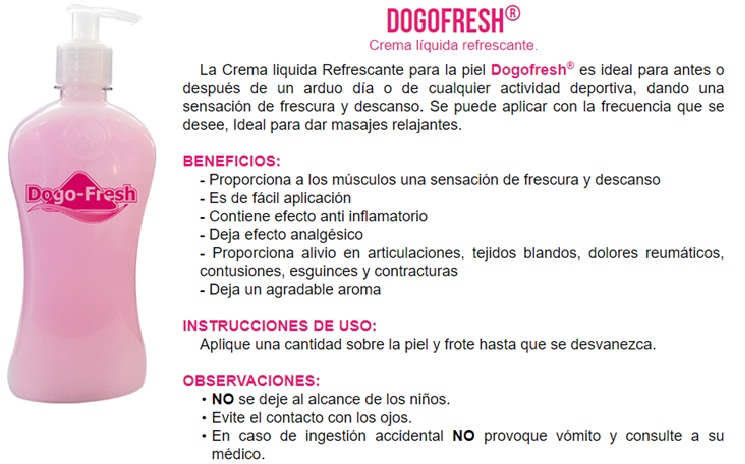 DOGOFRESH®
Crema líquida refrescante.
La Crema liquida Refrescante para la piel Dogofresh® es ideal para antes o
después de un arduo día o de cualquier actividad deportiva, dando una
sensación de frescura y descanso. Se puede aplicar con la frecuencia que se
desee, Ideal para dar masajes relajantes.
Dogo-Fresh
BENEFICIOS:
- Proporciona a los músculos una sensación de frescura y descanso
- Es de fácil aplicación
- Contiene efecto anti inflamatorio
- Deja efecto analgésico
- Proporciona alivio en articulaciones, tejidos blandos, dolores reumáticos,
contusiones, esguinces y contracturas
- Deja un agradable aroma
INSTRUCCIONES DE USO:
Aplique una cantidad sobre la piel y frote hasta que se desvanezca.
OBSERVACIONES:
• NO se deje al alcance de los niños.
• Evite el contacto con los ojos.
• En caso de ingestión accidental NO provoque vómito y consulte a su
médico.